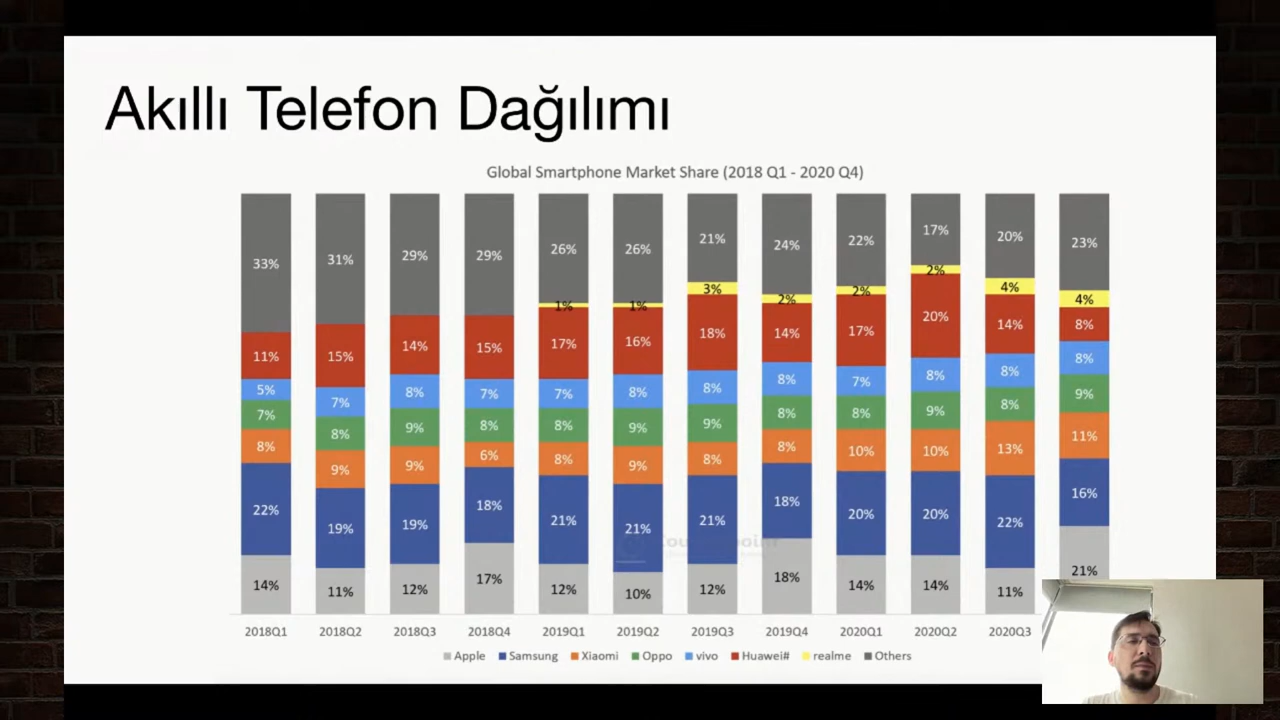 Akıllı Telefon Dağılımı
Global Smartphone Market Share (2018 Q1 - 2020 Q4)
33% 31% 29% 29% 26% 26% 21% 24% 22% 17% 20% 23%
1% 1% 3% 2% 2% 2% 4% 4%
11% 15% 14% 15% 17% 16% 18% 14% 17% 20% 14% 8%
5% 7% 8% 7% 7% 8% 8% 8% 7% 8% 8% 8%
7% 8% 9% 8% 8% 9% 9% 8% 8% 9% 8% 9%
8% 9% 9% 6% 8% 9% 8% 8% 10% 10% 13% 11%
22% 19% 19% 18% 21% 21% 21% 18% 20% 20% 22% 16%
14% 11% 12% 17% 12% 10% 12% 18% 14% 14% 11% 21%
2018Q1 2018Q2 2018Q3 2018Q4 2019Q1 2019Q2 2019Q3 2019Q4 2020Q1 2020Q2 2020Q3
Apple Samsung Xiaomi Oppo vivo Huawei# realme Others